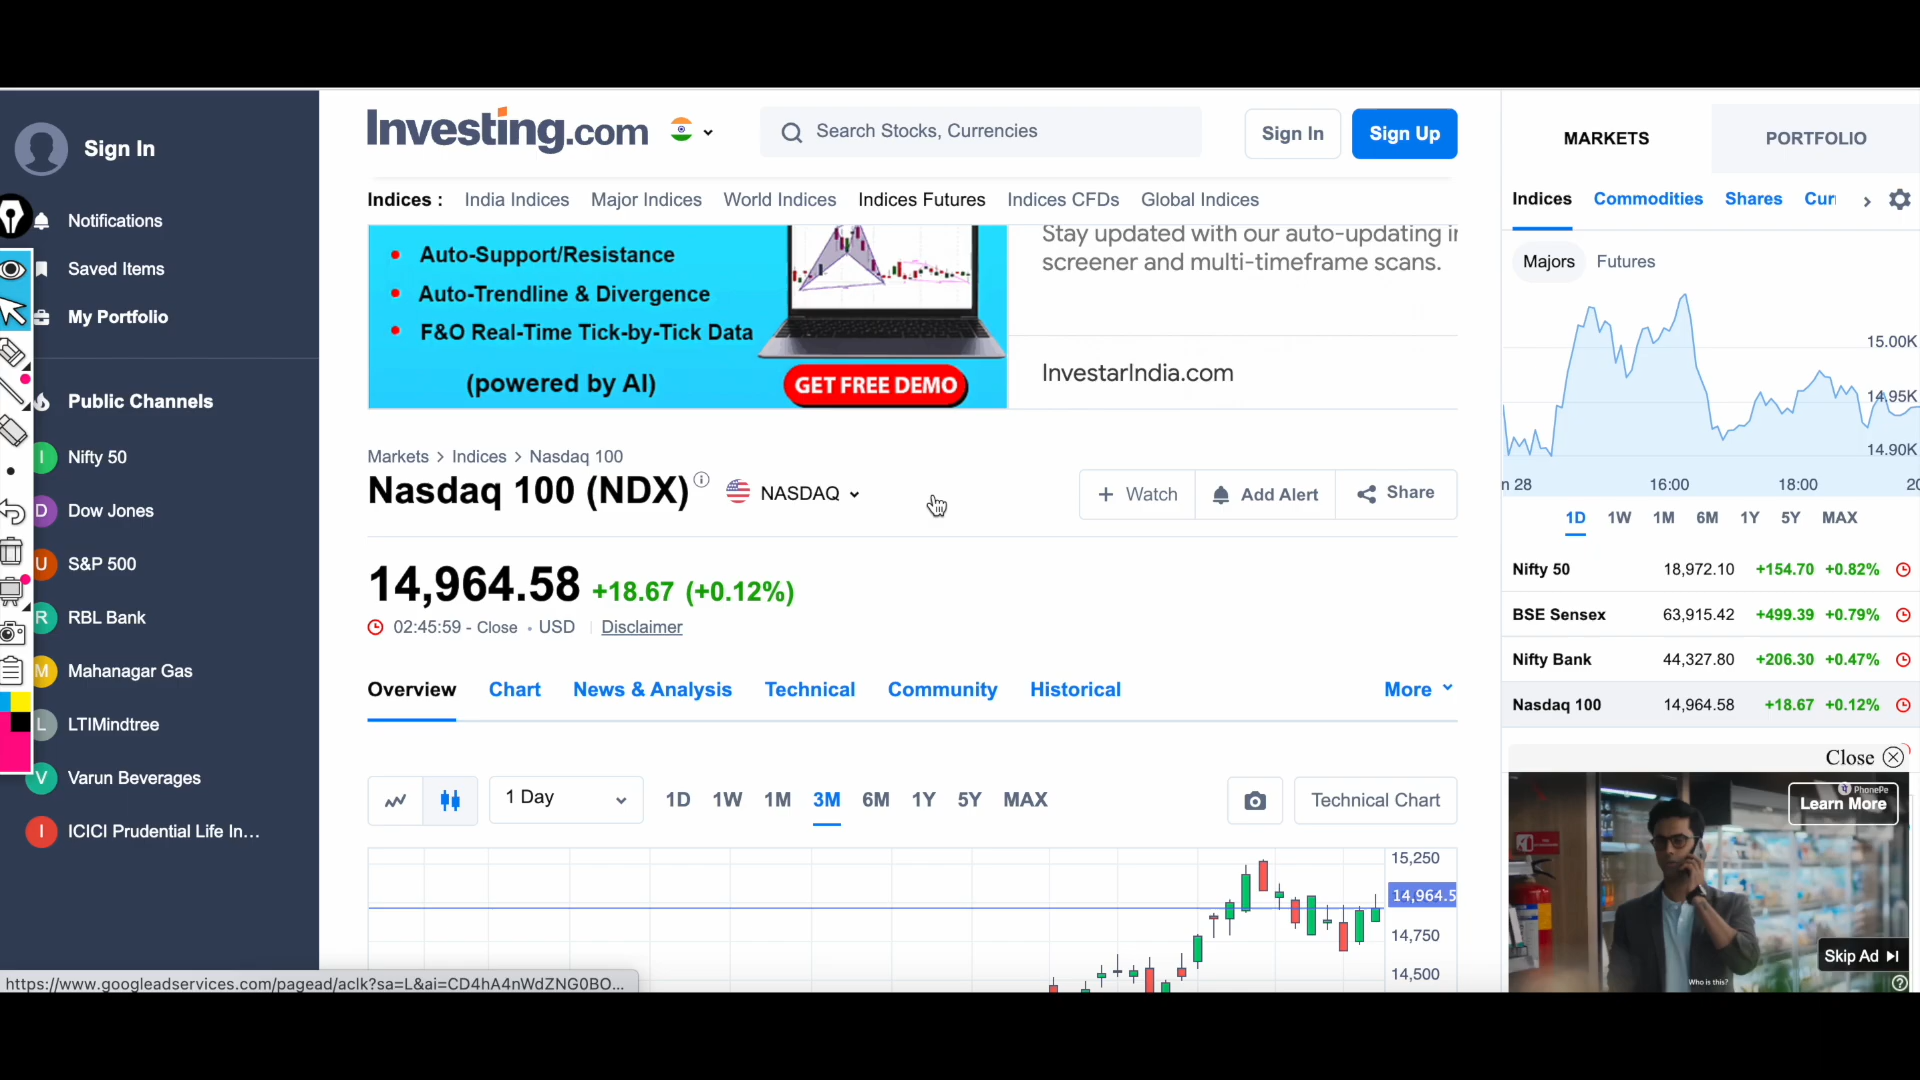 Sign In
Notifications
Saved Items
My Portfolio
Public Channels
I Nifty 50
D Dow Jones
U S&P 500
R RBL Bank
M Mahanagar Gas
L LTIMindtree
V Varun Beverages
I ICICI Prudential Life In...
https://www.googleadservices.com/pagead/aclk?sa=L&ai=CD4hA4nWdZNG0BO...
Investing.com
Search Stocks, Currencies
Sign In
Sign Up
Indices : India Indices Major Indices World Indices Indices Futures Indices CFDs Global Indices
• Auto-Support/Resistance
• Auto-Trendline & Divergence
• F&O Real-Time Tick-by-Tick Data
(powered by AI)
GET FREE DEMO
Stay updated with our auto-updating in
screener and multi-timeframe scans.
InvestarIndia.com
Markets > Indices > Nasdaq 100
Nasdaq 100 (NDX)
NASDAQ
+ Watch
Add Alert
Share
14,964.58 +18.67 (+0.12%)
02:45:59 - Close • USD Disclaimer
Overview Chart News & Analysis Technical Community Historical More
1 Day 1D 1W 1M 3M 6M 1Y 5Y MAX
Technical Chart
15,250
14,964.5
14,750
14,500
MARKETS PORTFOLIO
Indices Commodities Shares Cur
Majors Futures
15.00K
14.95K
14.90K
n 28 16:00 18:00 20
1D 1W 1M 6M 1Y 5Y MAX
Nifty 50 18,972.10 +154.70 +0.82%
BSE Sensex 63,915.42 +499.39 +0.79%
Nifty Bank 44,327.80 +206.30 +0.47%
Nasdaq 100 14,964.58 +18.67 +0.12%
Close
PhonePe
Learn More
Skip Ad
Who is this?